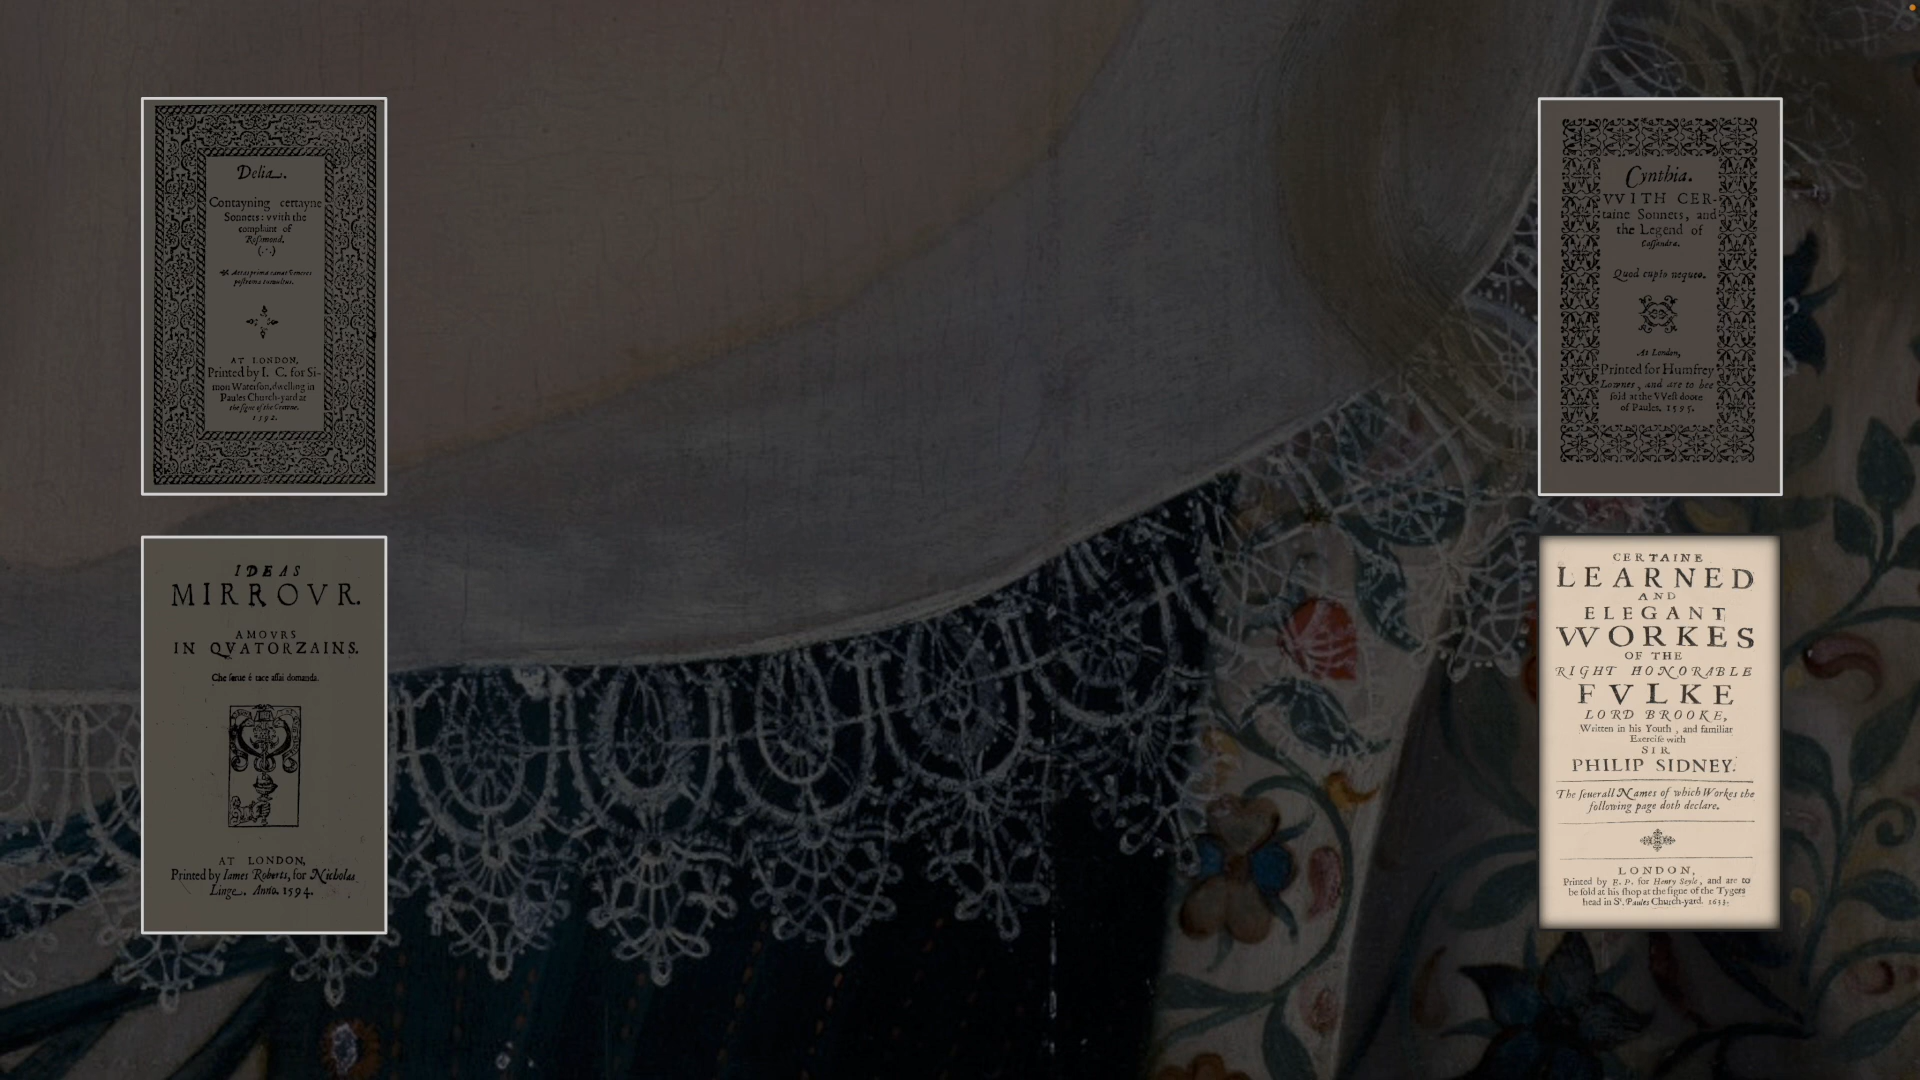 Delia.
Contayning certayne
Sonnets: vvith the
complaint of
Rosamond.
(.·.)
Aetas prima canat veneres
postrema tumultus.
AT LONDON,
Printed by I. C. for Si-
mon Waterson, dwelling in
Paules Church-yard at
the signe of the Crowne.
1592.
IDEAS
MIRROVR.
AMOVRS
IN QVATORZAINS.
Che serue é tace assai domanda.
AT LONDON,
Printed by Iames Roberts, for Nicholas
Linge. Anno. 1594.
Cynthia.
VVITH CER-
taine Sonnets, and
the Legend of
Cassandra.
Quod cupio nequeo.
At London,
Printed for Humfrey
Lownes, and are to bee
sold at the VVest doore
of Paules. 1595.
CERTAINE
LEARNED
AND
ELEGANT
WORKES
OF THE
RIGHT HONORABLE
FVLKE
LORD BROOKE,
Written in his Youth, and familiar
Exercise with
SIR
PHILIP SIDNEY.
The seuerall Names of which Workes the
following page doth declare.
LONDON,
Printed by E. P. for Henry Seyle, and are to
be sold at his shop at the signe of the Tygers
head in St. Paules Church-yard. 1633.